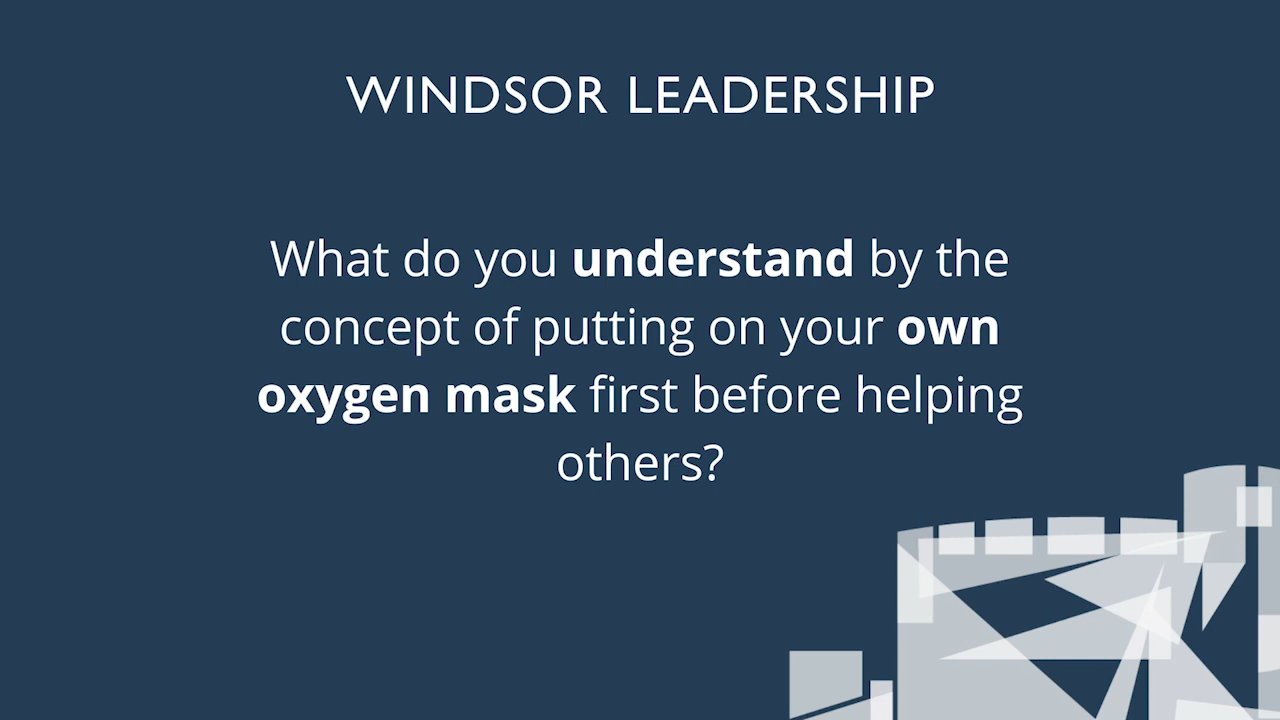 WINDSOR LEADERSHIP
What do you understand by the
concept of putting on your own
oxygen mask first before helping
others?